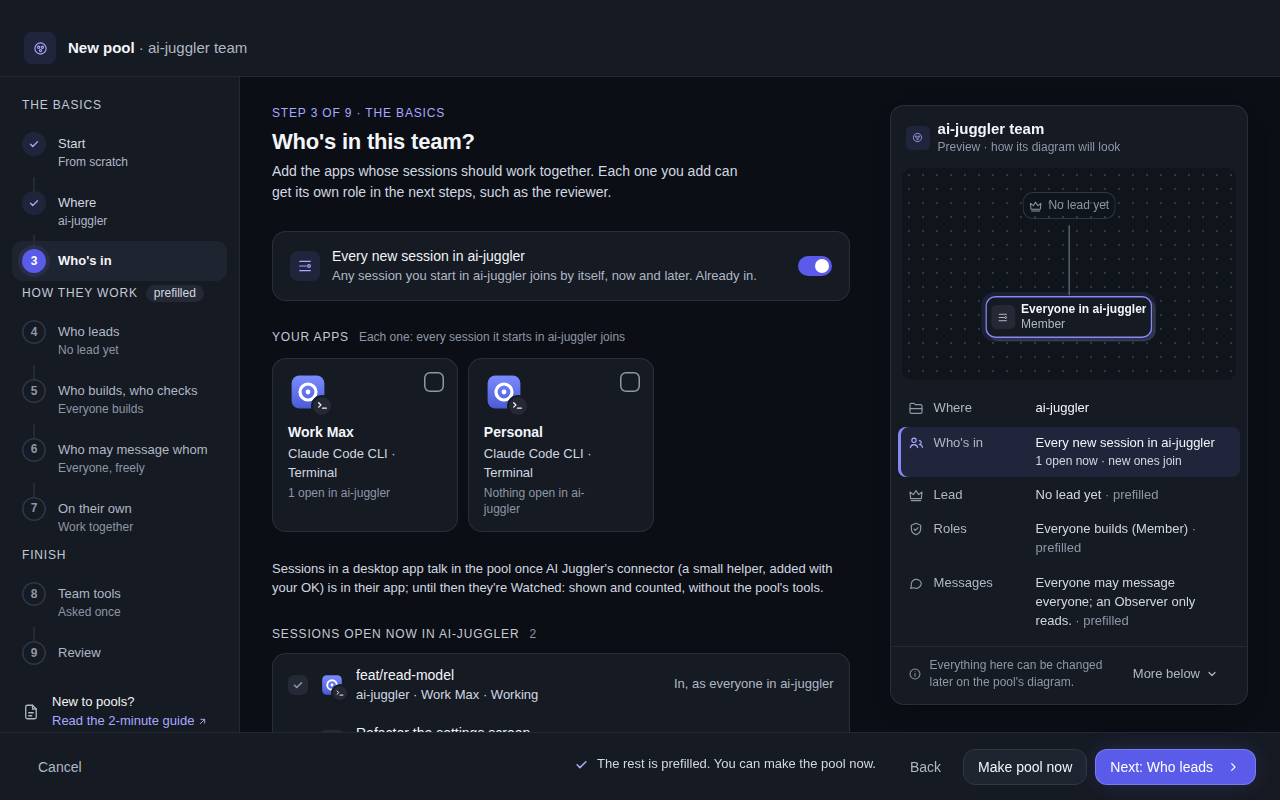 New pool · ai-juggler team
THE BASICS
Start
From scratch
Where
ai-juggler
3
Who's in
HOW THEY WORK prefilled
4
Who leads
No lead yet
5
Who builds, who checks
Everyone builds
6
Who may message whom
Everyone, freely
7
On their own
Work together
FINISH
8
Team tools
Asked once
9
Review
New to pools?
Read the 2-minute guide
STEP 3 OF 9 · THE BASICS
Who's in this team?
Add the apps whose sessions should work together. Each one you add can
get its own role in the next steps, such as the reviewer.
Every new session in ai-juggler
Any session you start in ai-juggler joins by itself, now and later. Already in.
YOUR APPS Each one: every session it starts in ai-juggler joins
Work Max
Claude Code CLI ·
Terminal
1 open in ai-juggler
Personal
Claude Code CLI ·
Terminal
Nothing open in ai-
juggler
Sessions in a desktop app talk in the pool once AI Juggler's connector (a small helper, added with
your OK) is in their app; until then they're Watched: shown and counted, without the pool's tools.
SESSIONS OPEN NOW IN AI-JUGGLER 2
feat/read-model
ai-juggler · Work Max · Working
In, as everyone in ai-juggler
Refactor the settings screen
ai-juggler team
Preview · how its diagram will look
No lead yet
Everyone in ai-juggler
Member
Where
ai-juggler
Who's in
Every new session in ai-juggler
1 open now · new ones join
Lead
No lead yet · prefilled
Roles
Everyone builds (Member) ·
prefilled
Messages
Everyone may message
everyone; an Observer only
reads. · prefilled
Everything here can be changed
later on the pool's diagram.
More below
Cancel
The rest is prefilled. You can make the pool now.
Back
Make pool now
Next: Who leads